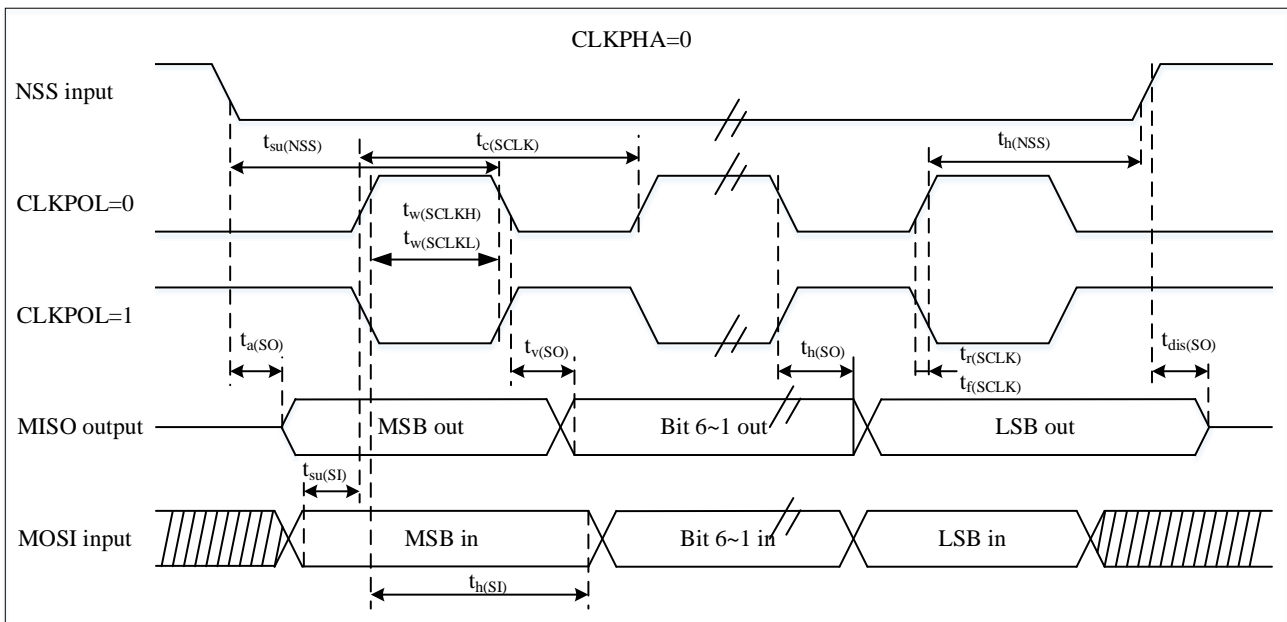 CLKPHA=0
NSS input
tsu(NSS)
tc(SCLK)
th(NSS)
CLKPOL=0
tw(SCLKH)
tw(SCLKL)
CLKPOL=1
ta(SO)
tv(SO)
th(SO)
tr(SCLK)
tf(SCLK)
tdis(SO)
MISO output
MSB out
Bit 6~1 out
LSB out
tsu(SI)
MOSI input
MSB in
Bit 6~1 in
LSB in
th(SI)